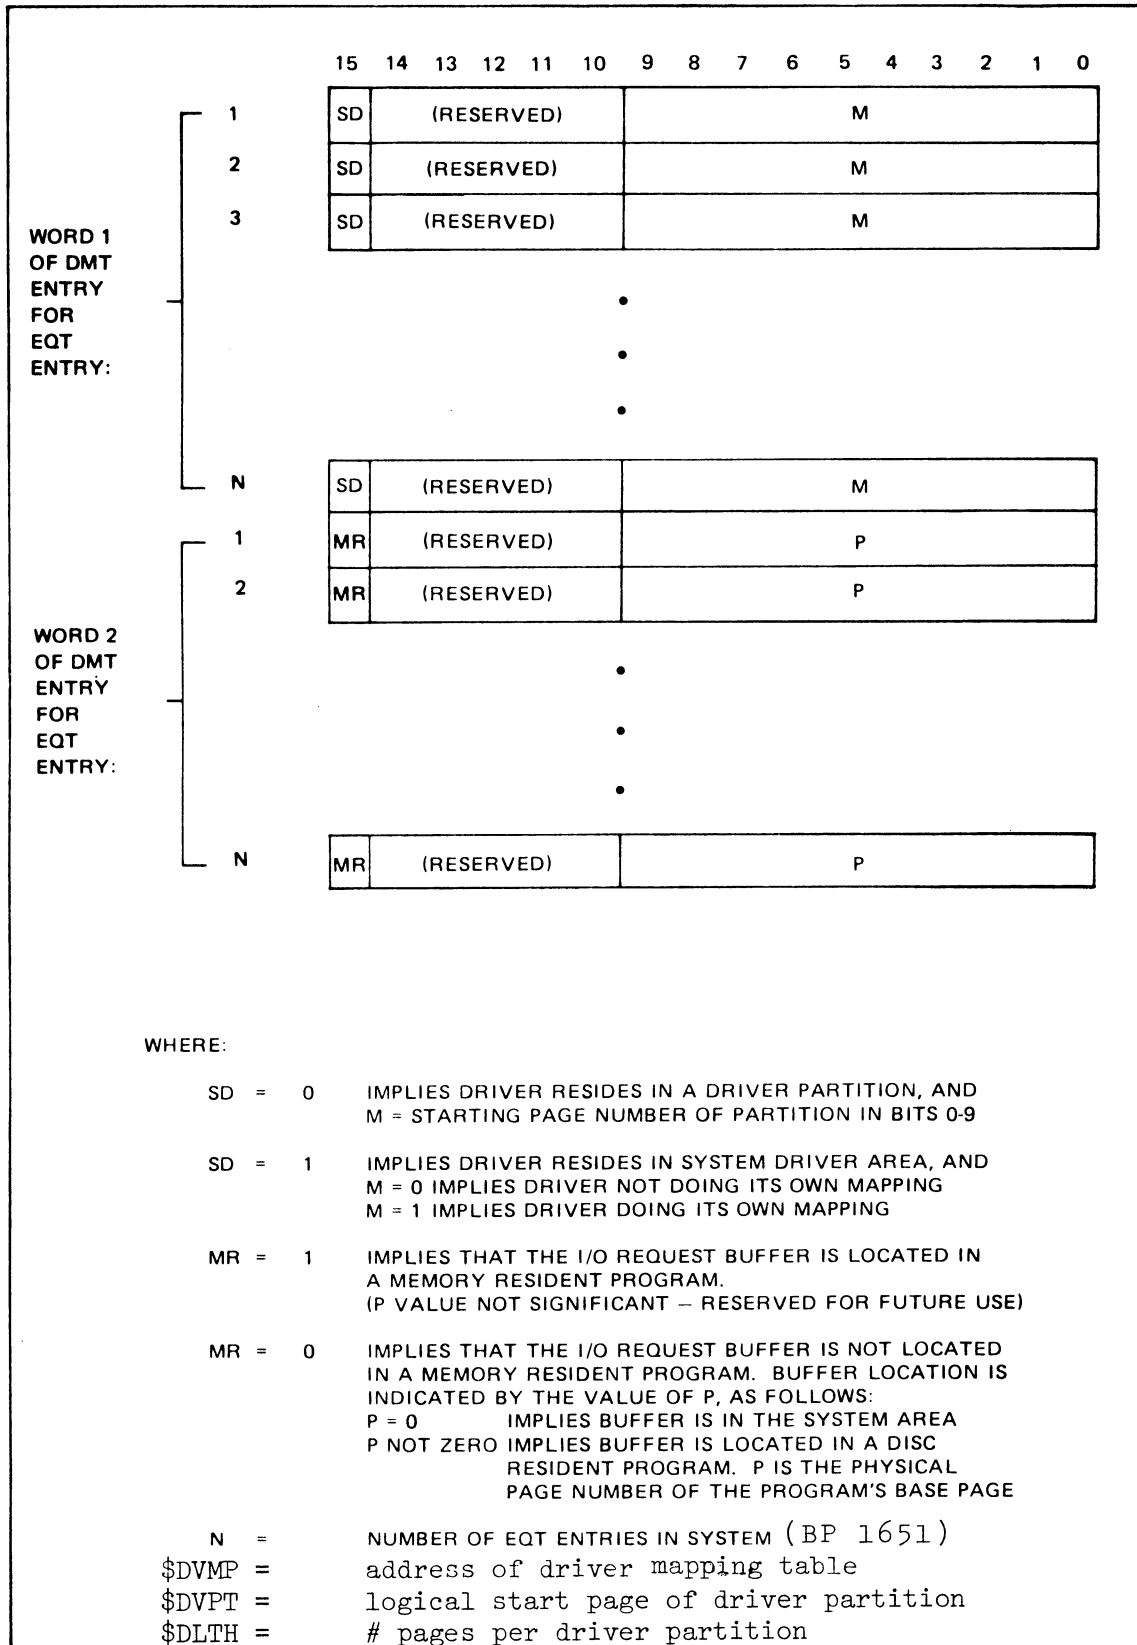 15 14 13 12 11 10 9 8 7 6 5 4 3 2 1 0
1 SD (RESERVED) M
2 SD (RESERVED) M
3 SD (RESERVED) M
WORD 1
OF DMT
ENTRY
FOR
EQT
ENTRY:
N SD (RESERVED) M
1 MR (RESERVED) P
2 MR (RESERVED) P
WORD 2
OF DMT
ENTRY
FOR
EQT
ENTRY:
N MR (RESERVED) P
WHERE:
SD = 0 IMPLIES DRIVER RESIDES IN A DRIVER PARTITION, AND
M = STARTING PAGE NUMBER OF PARTITION IN BITS 0-9
SD = 1 IMPLIES DRIVER RESIDES IN SYSTEM DRIVER AREA, AND
M = 0 IMPLIES DRIVER NOT DOING ITS OWN MAPPING
M = 1 IMPLIES DRIVER DOING ITS OWN MAPPING
MR = 1 IMPLIES THAT THE I/O REQUEST BUFFER IS LOCATED IN
A MEMORY RESIDENT PROGRAM.
(P VALUE NOT SIGNIFICANT – RESERVED FOR FUTURE USE)
MR = 0 IMPLIES THAT THE I/O REQUEST BUFFER IS NOT LOCATED
IN A MEMORY RESIDENT PROGRAM. BUFFER LOCATION IS
INDICATED BY THE VALUE OF P, AS FOLLOWS:
P = 0 IMPLIES BUFFER IS IN THE SYSTEM AREA
P NOT ZERO IMPLIES BUFFER IS LOCATED IN A DISC
RESIDENT PROGRAM. P IS THE PHYSICAL
PAGE NUMBER OF THE PROGRAM'S BASE PAGE
N = NUMBER OF EQT ENTRIES IN SYSTEM (BP 1651)
$DVMP = address of driver mapping table
$DVPT = logical start page of driver partition
$DLTH = # pages per driver partition